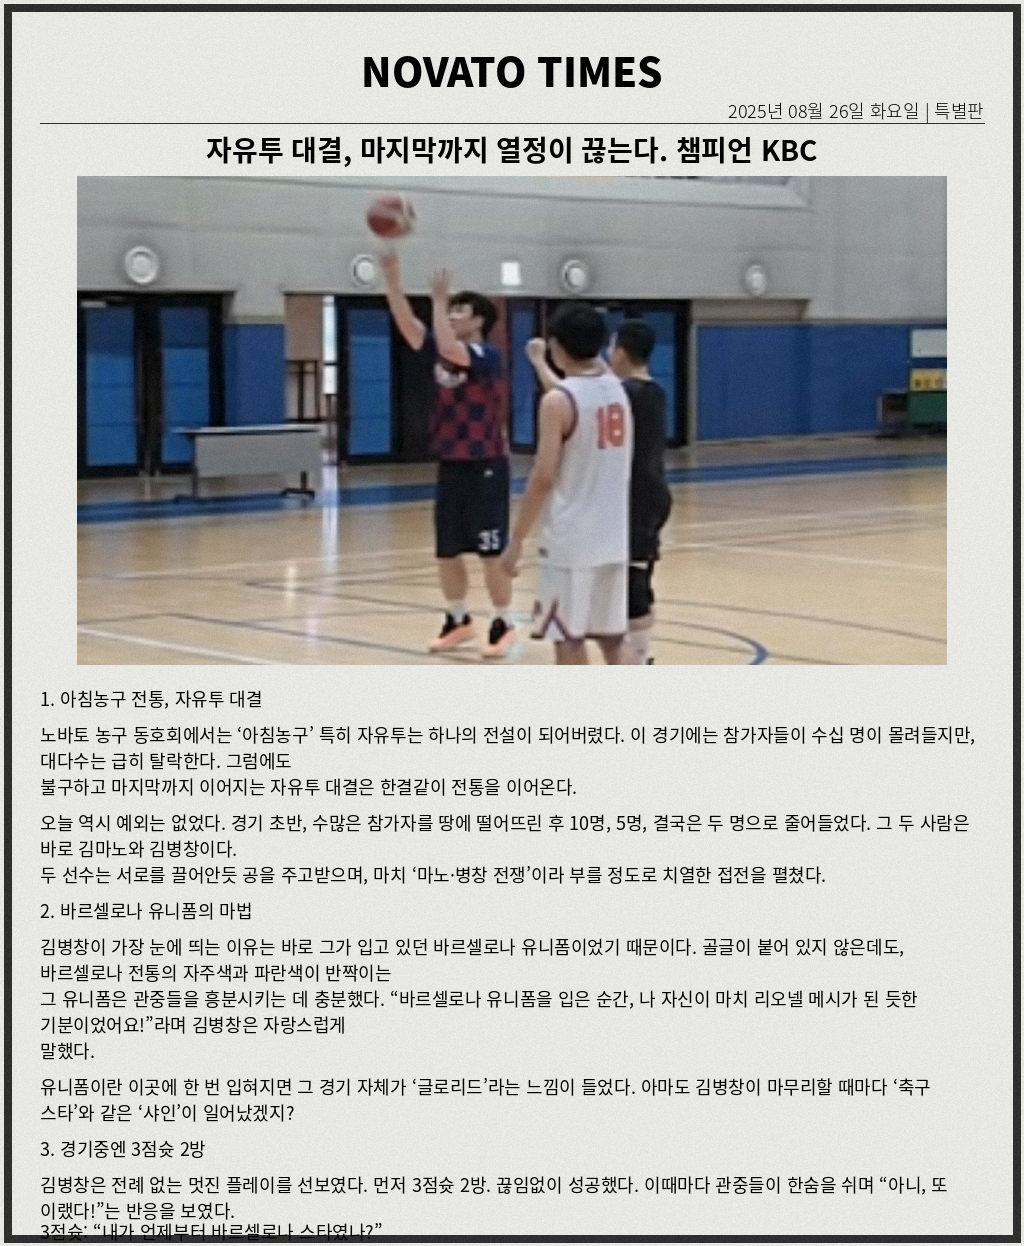 NOVATO TIMES
2025년 08월 26일 화요일 | 특별판
자유투 대결, 마지막까지 열정이 끊는다. 챔피언 KBC
18
35
1. 아침농구 전통, 자유투 대결
노바토 농구 동호회에서는 ‘아침농구’ 특히 자유투는 하나의 전설이 되어버렸다. 이 경기에는 참가자들이 수십 명이 몰려들지만,
대다수는 급히 탈락한다. 그럼에도
불구하고 마지막까지 이어지는 자유투 대결은 한결같이 전통을 이어온다.
오늘 역시 예외는 없었다. 경기 초반, 수많은 참가자를 땅에 떨어뜨린 후 10명, 5명, 결국은 두 명으로 줄어들었다. 그 두 사람은
바로 김마노와 김병창이다.
두 선수는 서로를 끌어안듯 공을 주고받으며, 마치 ‘마노·병창 전쟁’이라 부를 정도로 치열한 접전을 펼쳤다.
2. 바르셀로나 유니폼의 마법
김병창이 가장 눈에 띄는 이유는 바로 그가 입고 있던 바르셀로나 유니폼이었기 때문이다. 골글이 붙어 있지 않은데도,
바르셀로나 전통의 자주색과 파란색이 반짝이는
그 유니폼은 관중들을 흥분시키는 데 충분했다. “바르셀로나 유니폼을 입은 순간, 나 자신이 마치 리오넬 메시가 된 듯한
기분이었어요!”라며 김병창은 자랑스럽게
말했다.
유니폼이란 이곳에 한 번 입혀지면 그 경기 자체가 ‘글로리드’라는 느낌이 들었다. 아마도 김병창이 마무리할 때마다 ‘축구
스타’와 같은 ‘샤인’이 일어났겠지?
3. 경기중엔 3점슛 2방
김병창은 전례 없는 멋진 플레이를 선보였다. 먼저 3점슛 2방. 끊임없이 성공했다. 이때마다 관중들이 한숨을 쉬며 “아니, 또
이랬다!”는 반응을 보였다.
3점슛: “내가 언제부터 바르셀로나 스타였나?”